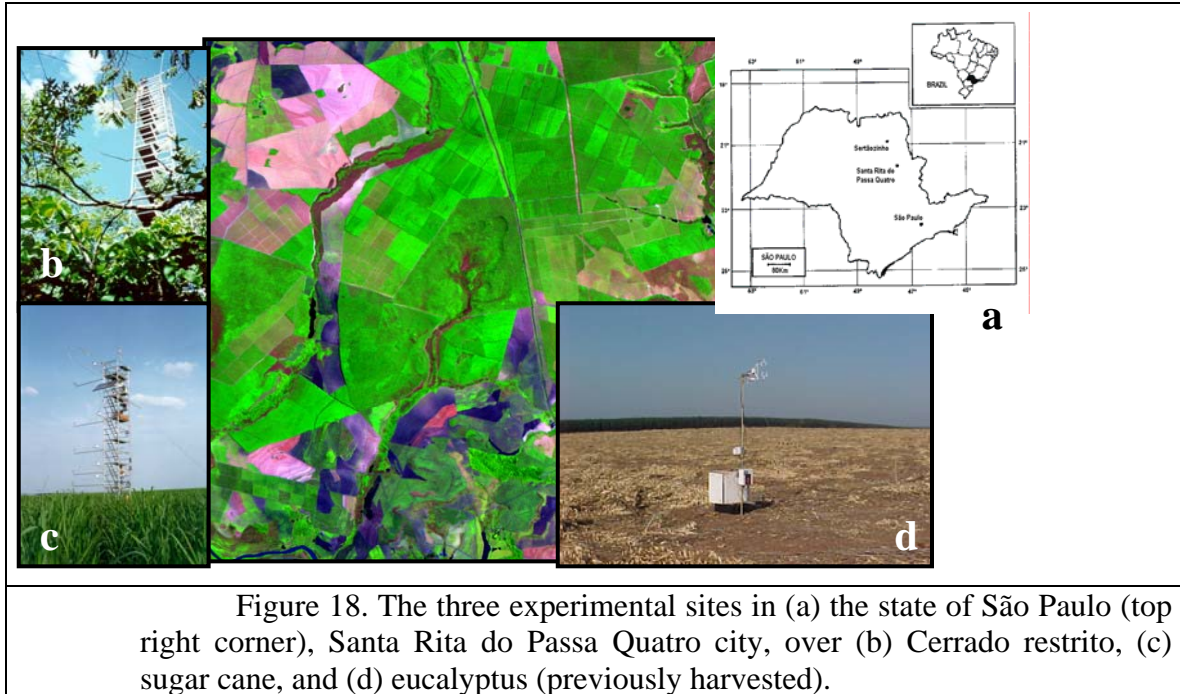 BRAZIL
Sertãozinho
Santa Rita do
Passa Quatro
São Paulo
SÃO PAULO
80Km
a
b
c
d
Figure 18. The three experimental sites in (a) the state of São Paulo (top
right corner), Santa Rita do Passa Quatro city, over (b) Cerrado restrito, (c)
sugar cane, and (d) eucalyptus (previously harvested).